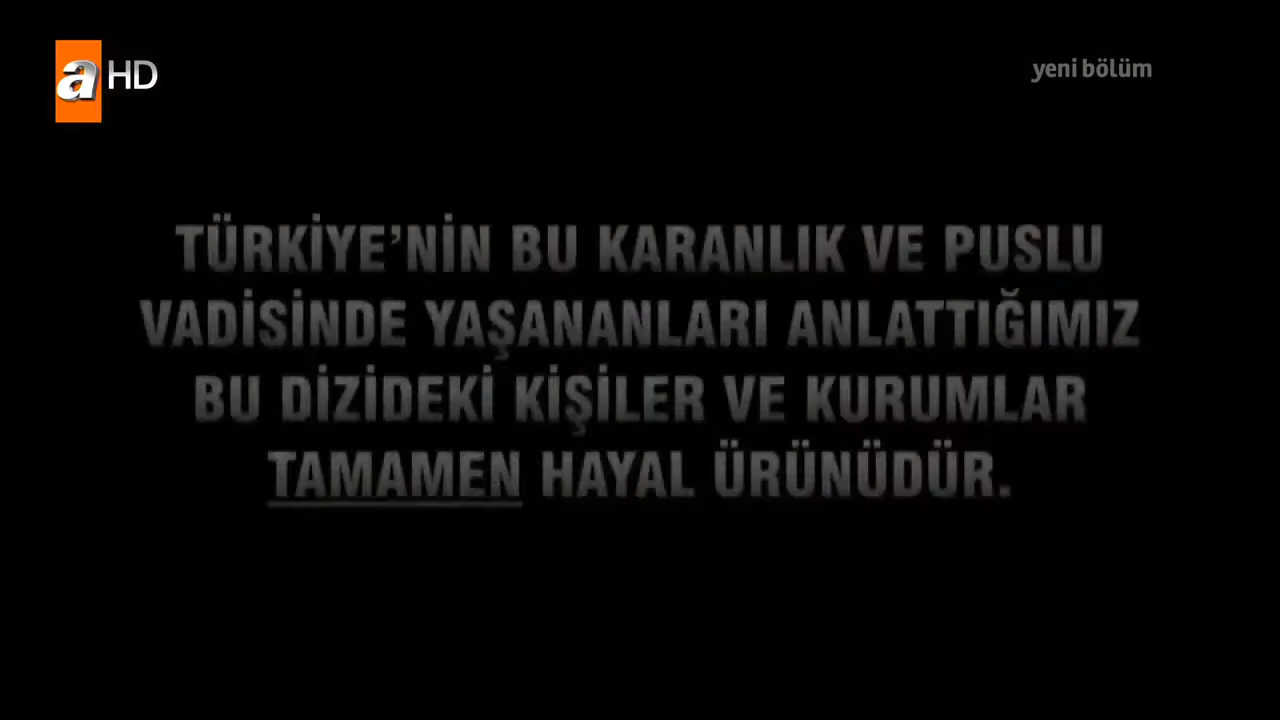 a HD
yeni bölüm
TÜRKİYE'NİN BU KARANLIK VE PUSLU
VADİSİNDE YAŞANANLARI ANLATTIĞIMIZ
BU DİZİDEKİ KİŞİLER VE KURUMLAR
TAMAMEN HAYAL ÜRÜNÜDÜR.